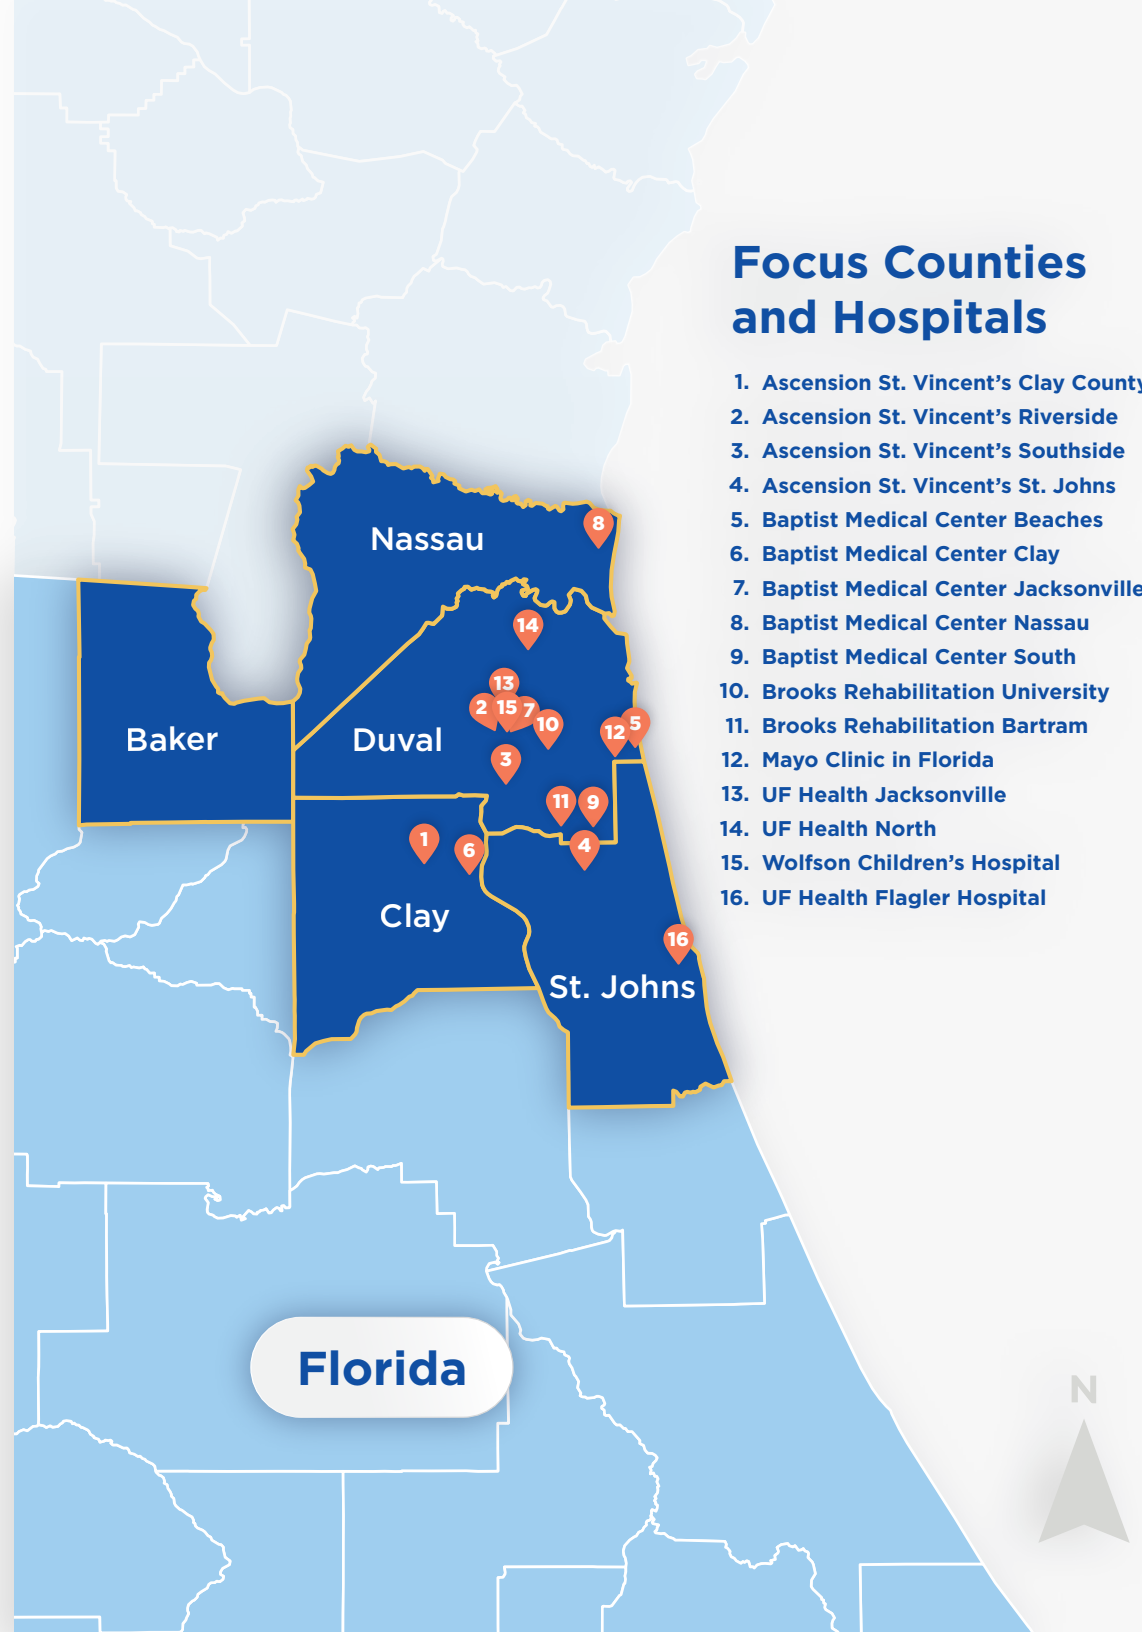 Focus Counties
and Hospitals
1. Ascension St. Vincent’s Clay County
2. Ascension St. Vincent’s Riverside
3. Ascension St. Vincent’s Southside
4. Ascension St. Vincent’s St. Johns
5. Baptist Medical Center Beaches
6. Baptist Medical Center Clay
7. Baptist Medical Center Jacksonville
8. Baptist Medical Center Nassau
9. Baptist Medical Center South
10. Brooks Rehabilitation University
11. Brooks Rehabilitation Bartram
12. Mayo Clinic in Florida
13. UF Health Jacksonville
14. UF Health North
15. Wolfson Children’s Hospital
16. UF Health Flagler Hospital
Nassau
8
14
13
2 15 7
10
Baker
Duval
12 5
3
11 9
1
6
4
Clay
16
St. Johns
Florida
N